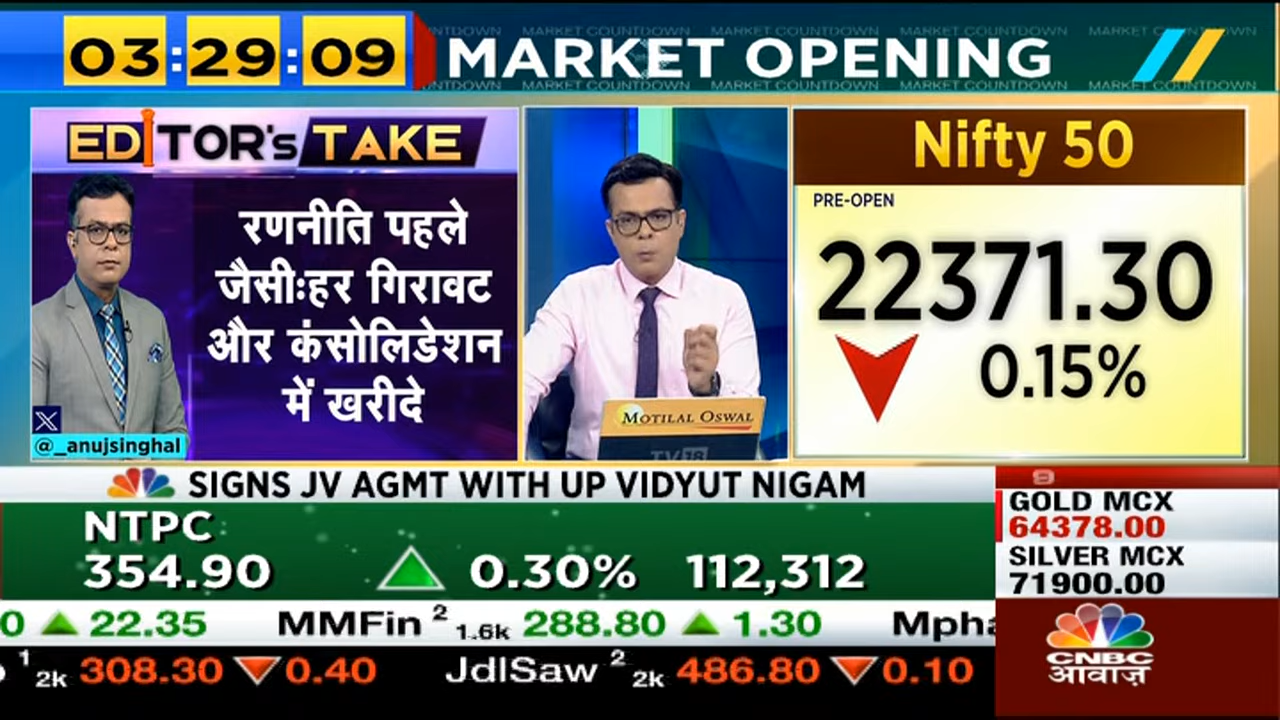 03:29:09 MARKET OPENING
EDITOR's TAKE
रणनीति पहले
जैसीःहर गिरावट
और कंसोलिडेशन
में खरीदे
@_anujsinghal
MOTILAL OSWAL
TV18
Nifty 50
PRE-OPEN
22371.30
0.15%
SIGNS JV AGMT WITH UP VIDYUT NIGAM
NTPC
354.90 0.30% 112,312
GOLD MCX
64378.00
SILVER MCX
71900.00
0 22.35 MMFin 2 1.6k 288.80 1.30 Mpha
1 2k 308.30 0.40 JdlSaw 2 2k 486.80 0.10
CNBC
आवाज़